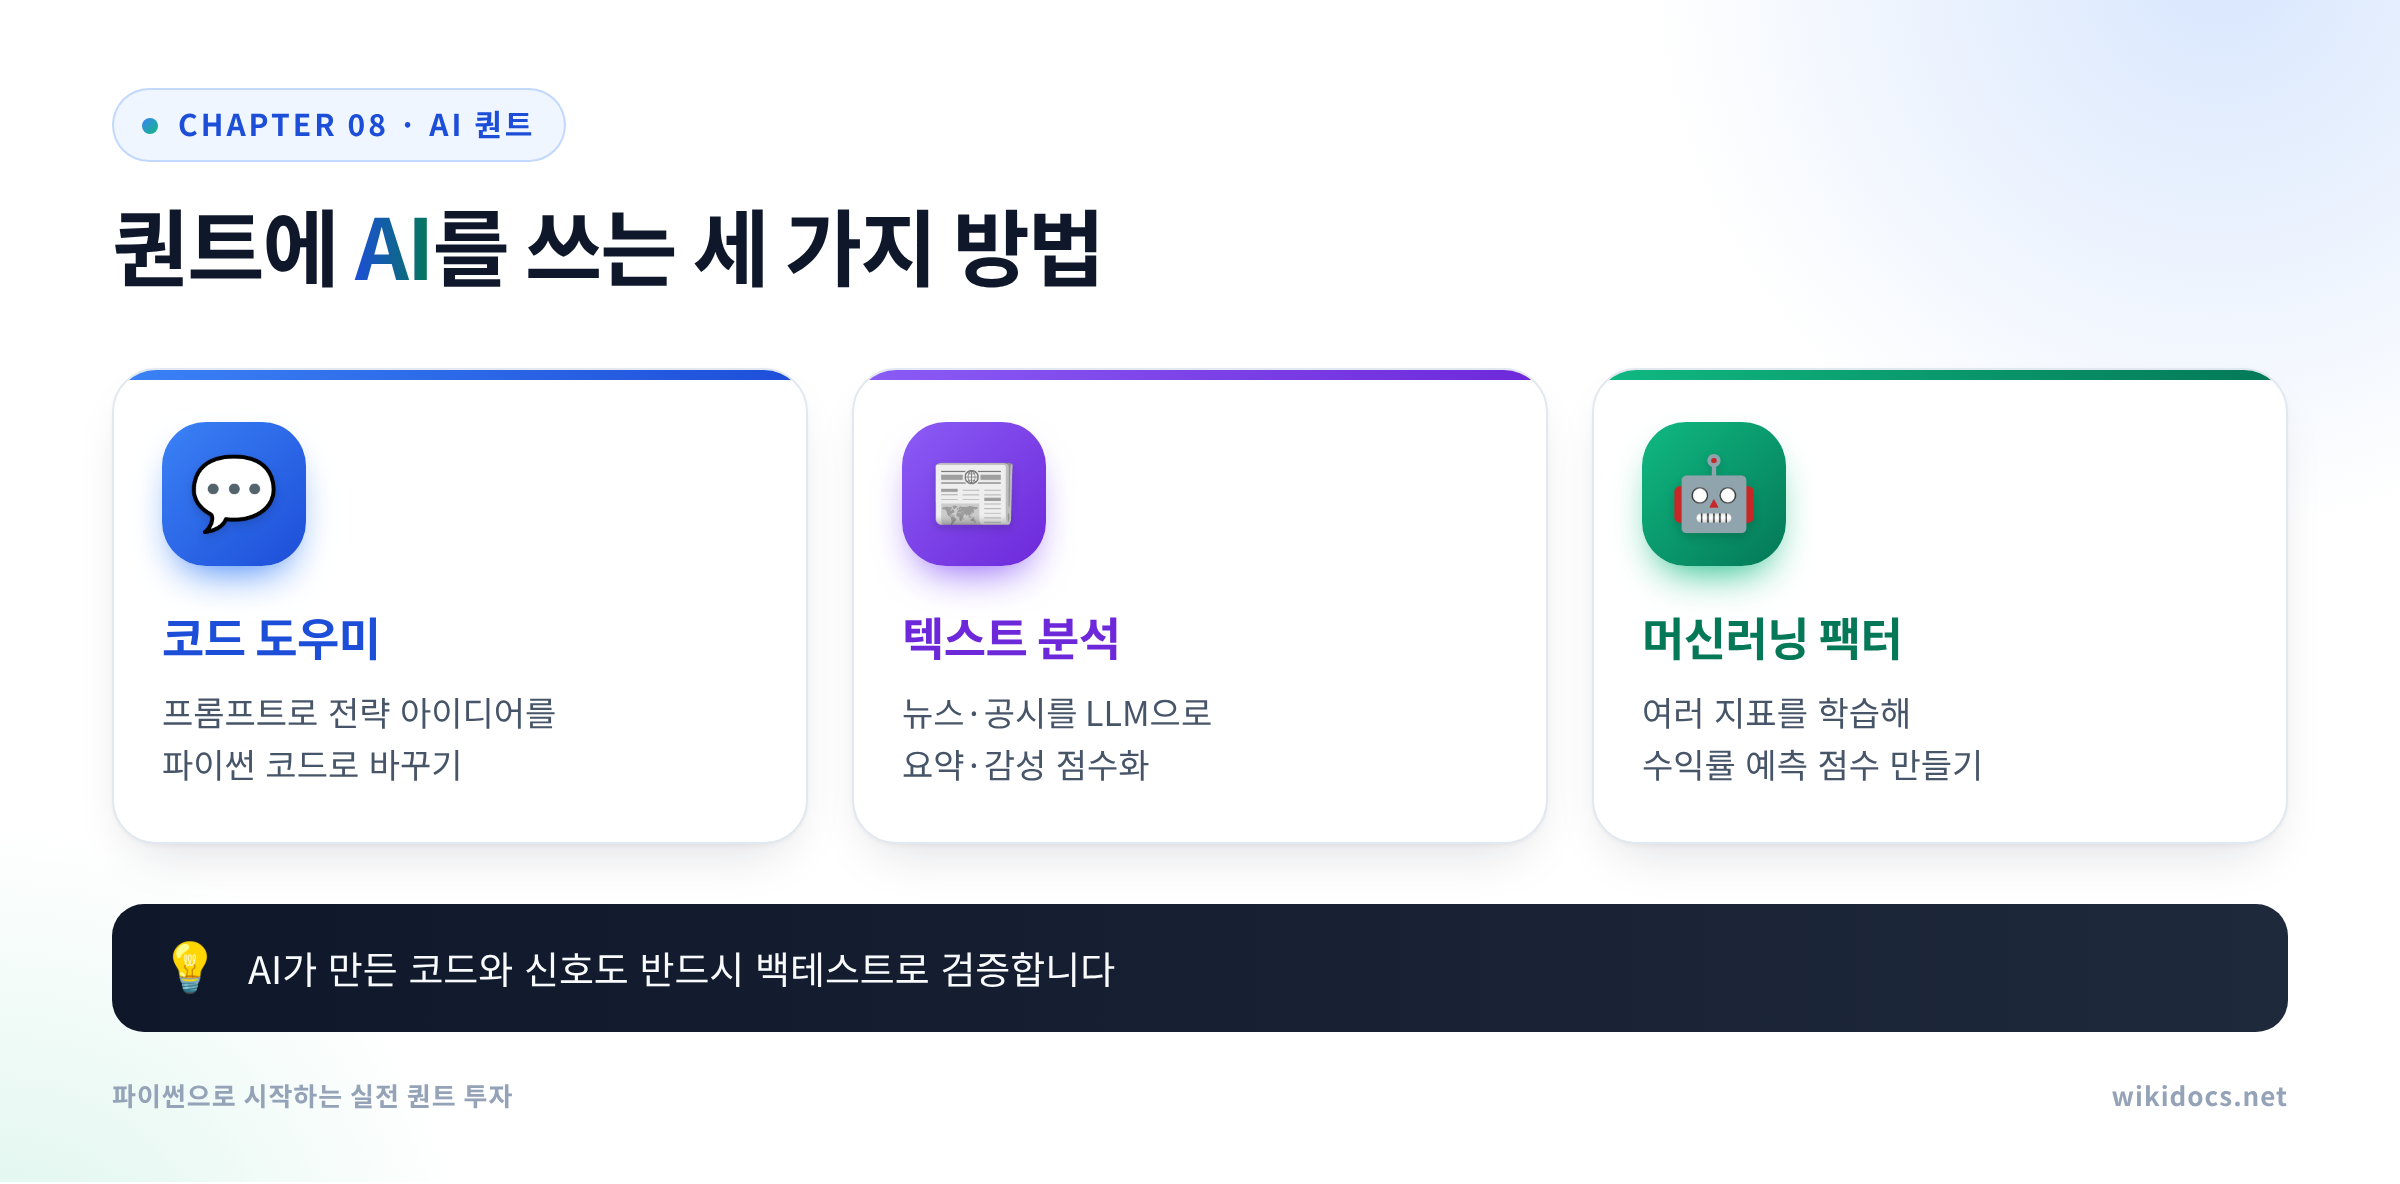 CHAPTER 08 · AI 퀀트
퀀트에 AI를 쓰는 세 가지 방법
코드 도우미
프롬프트로 전략 아이디어를
파이썬 코드로 바꾸기
텍스트 분석
뉴스·공시를 LLM으로
요약·감성 점수화
머신러닝 팩터
여러 지표를 학습해
수익률 예측 점수 만들기
AI가 만든 코드와 신호도 반드시 백테스트로 검증합니다
파이썬으로 시작하는 실전 퀀트 투자
wikidocs.net